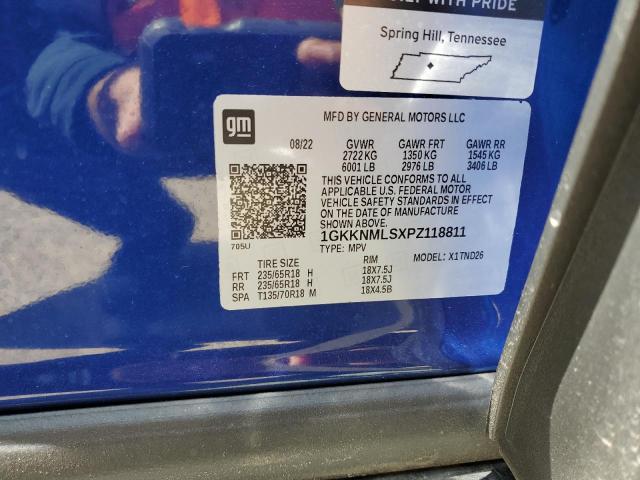 BUILT WITH PRIDE
Spring Hill, Tennessee
gm
MFD BY GENERAL MOTORS LLC
08/22 GVWR GAWR FRT GAWR RR
2722 KG 1350 KG 1545 KG
6001 LB 2976 LB 3406 LB
THIS VEHICLE CONFORMS TO ALL
APPLICABLE U.S. FEDERAL MOTOR
VEHICLE SAFETY STANDARDS IN EFFECT
ON THE DATE OF MANUFACTURE
SHOWN ABOVE.
1GKKNMLSXPZ118811
705U TYPE: MPV MODEL: X1TND26
TIRE SIZE RIM
FRT 235/65R18 H 18X7.5J
RR 235/65R18 H 18X7.5J
SPA T135/70R18 M 18X4.5B